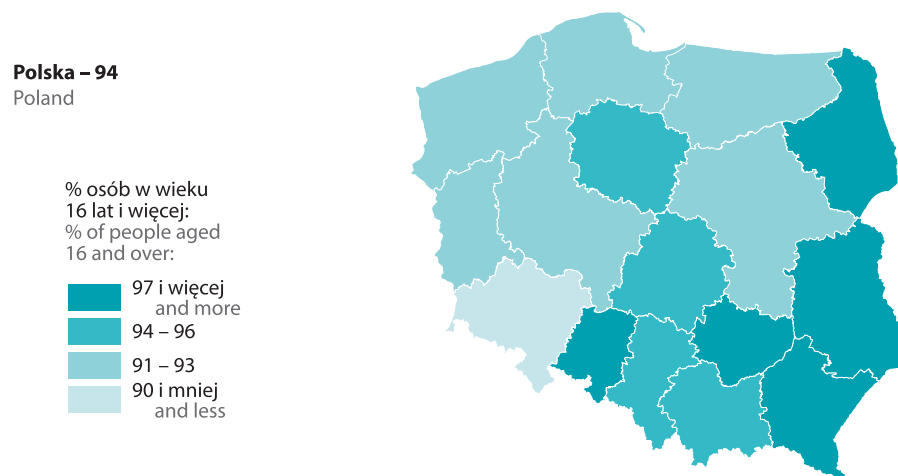 Polska – 94
Poland
% osób w wieku
16 lat i więcej:
% of people aged
16 and over:
97 i więcej
and more
94 – 96
91 – 93
90 i mniej
and less